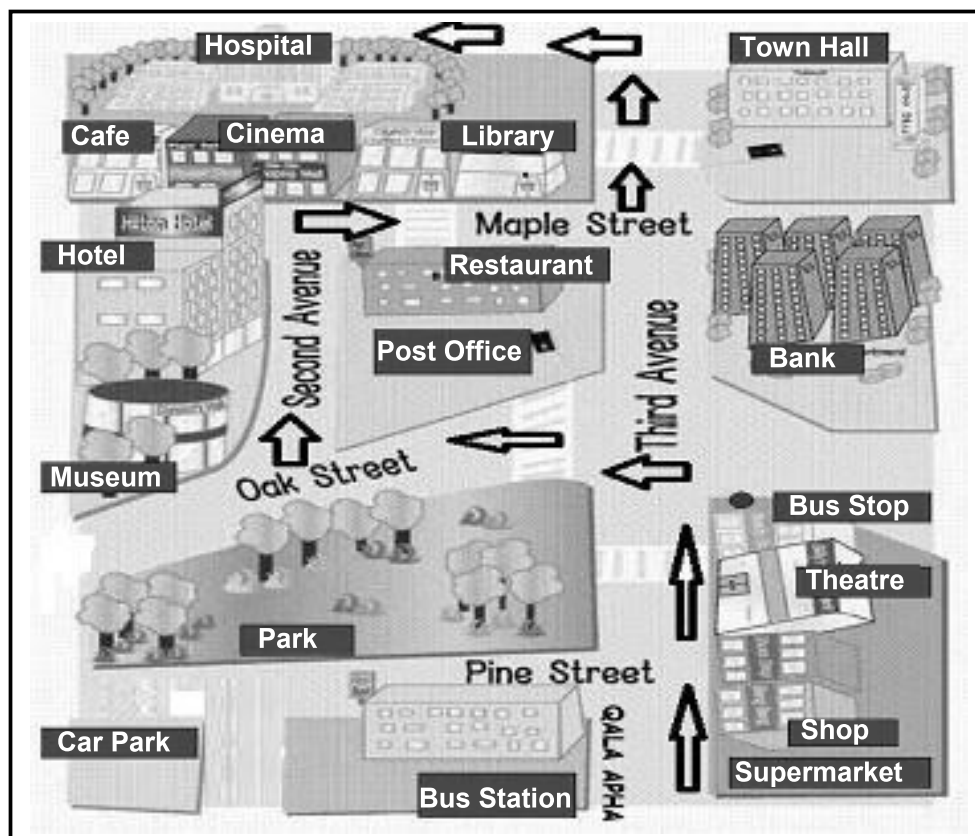 Hospital
Town Hall
Cafe
Cinema
Library
Maple Street
Hotel
Restaurant
Second Avenue
Post Office
Third Avenue
Bank
Museum
Oak Street
Bus Stop
Theatre
Park
Pine Street
Car Park
QALA APHA
Shop
Supermarket
Bus Station